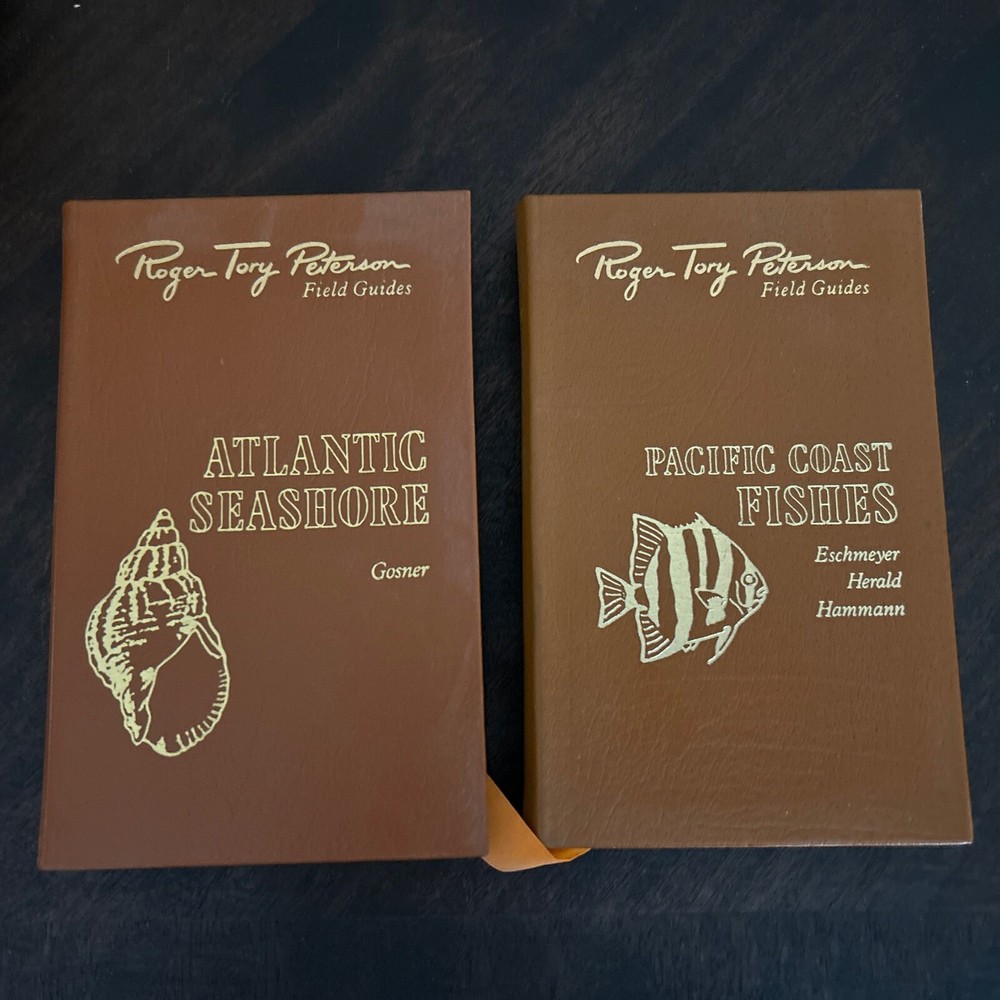 Roger Tory Peterson
Field Guides
ATLANTIC
SEASHORE
Gosner
Roger Tory Peterson
Field Guides
PACIFIC COAST
FISHES
Eschmeyer
Herald
Hammann